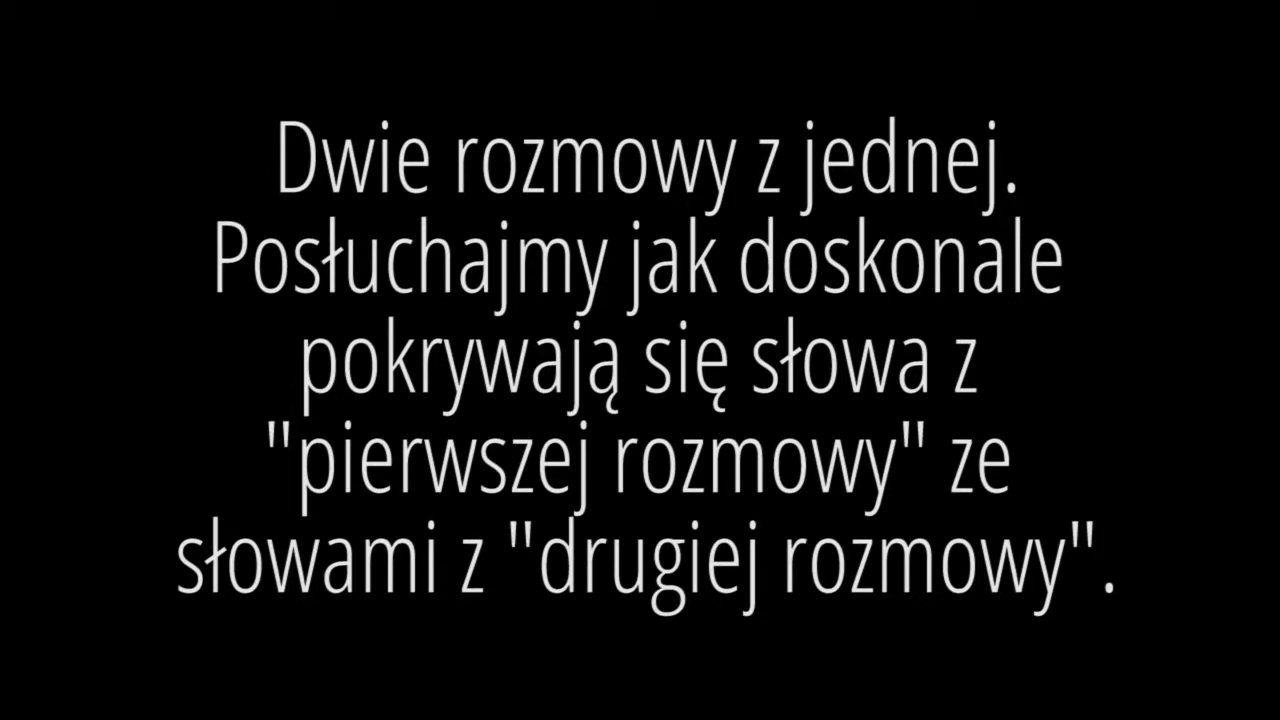 Dwie rozmowy z jednej.
Posłuchajmy jak doskonale
pokrywają się słowa z
"pierwszej rozmowy" ze
słowami z "drugiej rozmowy".